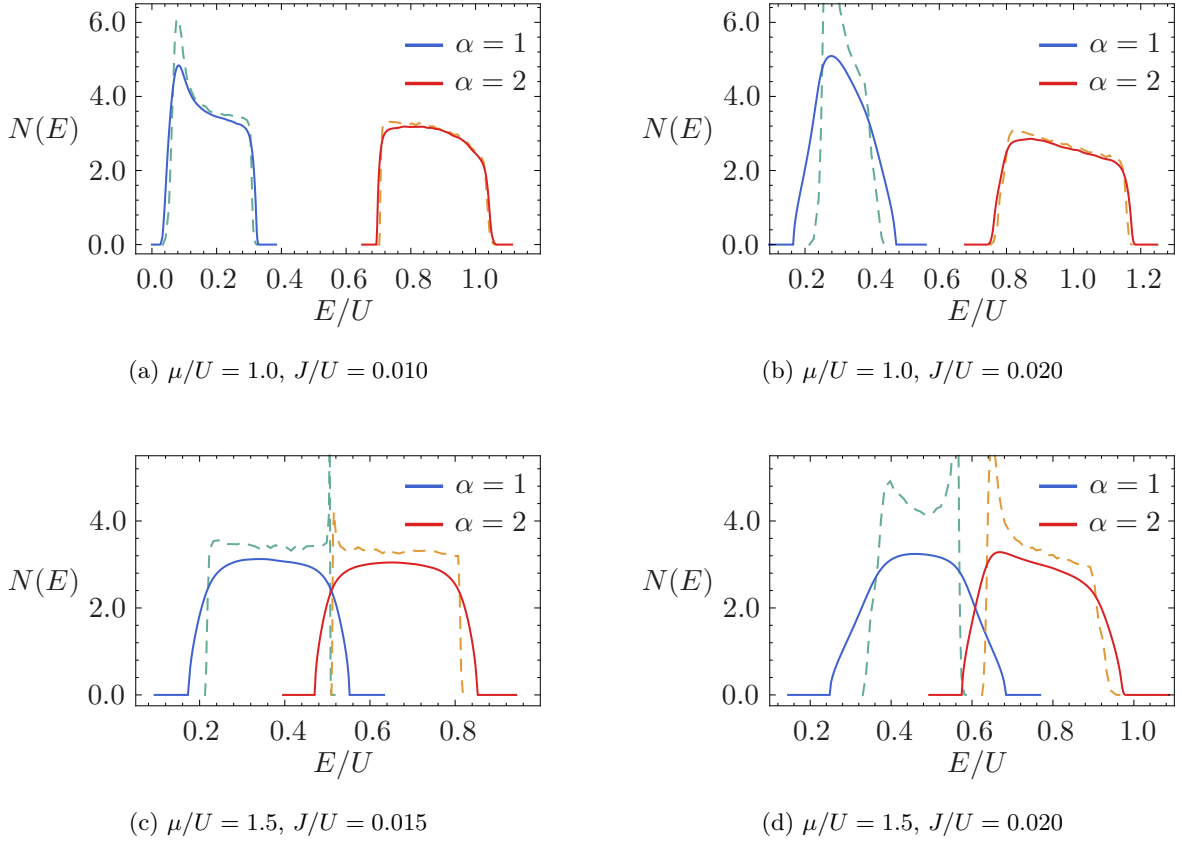 6.0
4.0
2.0
0.0
N(E)
α = 1
α = 2
0.0 0.2 0.4 0.6 0.8 1.0
E/U
(a) μ/U = 1.0, J/U = 0.010
6.0
4.0
2.0
0.0
N(E)
α = 1
α = 2
0.2 0.4 0.6 0.8 1.0 1.2
E/U
(b) μ/U = 1.0, J/U = 0.020
4.0
2.0
0.0
N(E)
α = 1
α = 2
0.2 0.4 0.6 0.8
E/U
(c) μ/U = 1.5, J/U = 0.015
4.0
2.0
0.0
N(E)
α = 1
α = 2
0.2 0.4 0.6 0.8 1.0
E/U
(d) μ/U = 1.5, J/U = 0.020